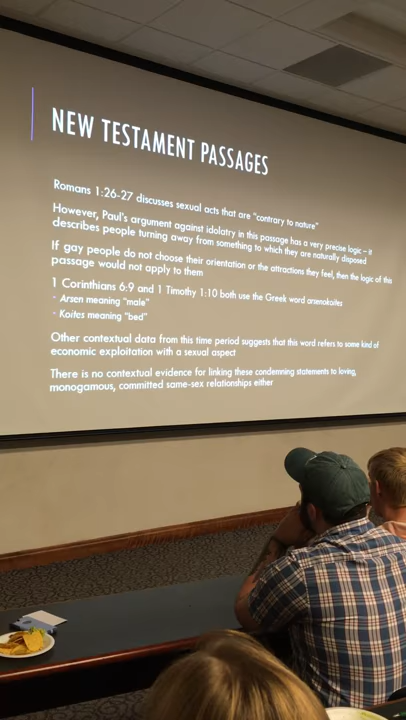 NEW TESTAMENT PASSAGES
Romans 1:26-27 discusses sexual acts that are "contrary to nature"
However, Paul's argument against idolatry in this passage has a very precise logic – it
describes people turning away from something to which they are naturally disposed
If gay people do not choose their orientation or the attractions they feel, then the logic of this
passage would not apply to them
1 Corinthians 6:9 and 1 Timothy 1:10 both use the Greek word arsenokoites
· Arsen meaning "male"
· Koites meaning "bed"
Other contextual data from this time period suggests that this word refers to some kind of
economic exploitation with a sexual aspect
There is no contextual evidence for linking these condemning statements to loving,
monogamous, committed same-sex relationships either